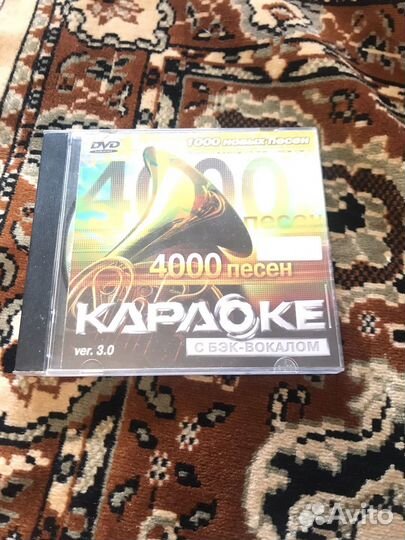 DVD
1000 новых песен
4000
песен
4000 песен
КАРАОКЕ
ver. 3.0
С БЭК-ВОКАЛОМ
Avito